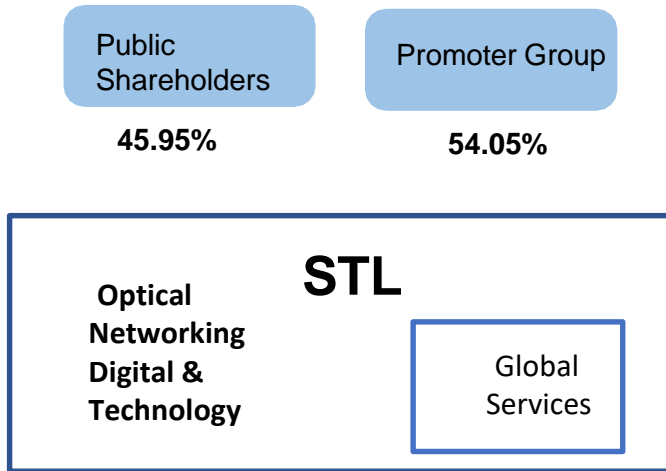 Public
Shareholders
Promoter Group
45.95%
54.05%
STL
Optical
Networking
Digital &
Technology
Global
Services